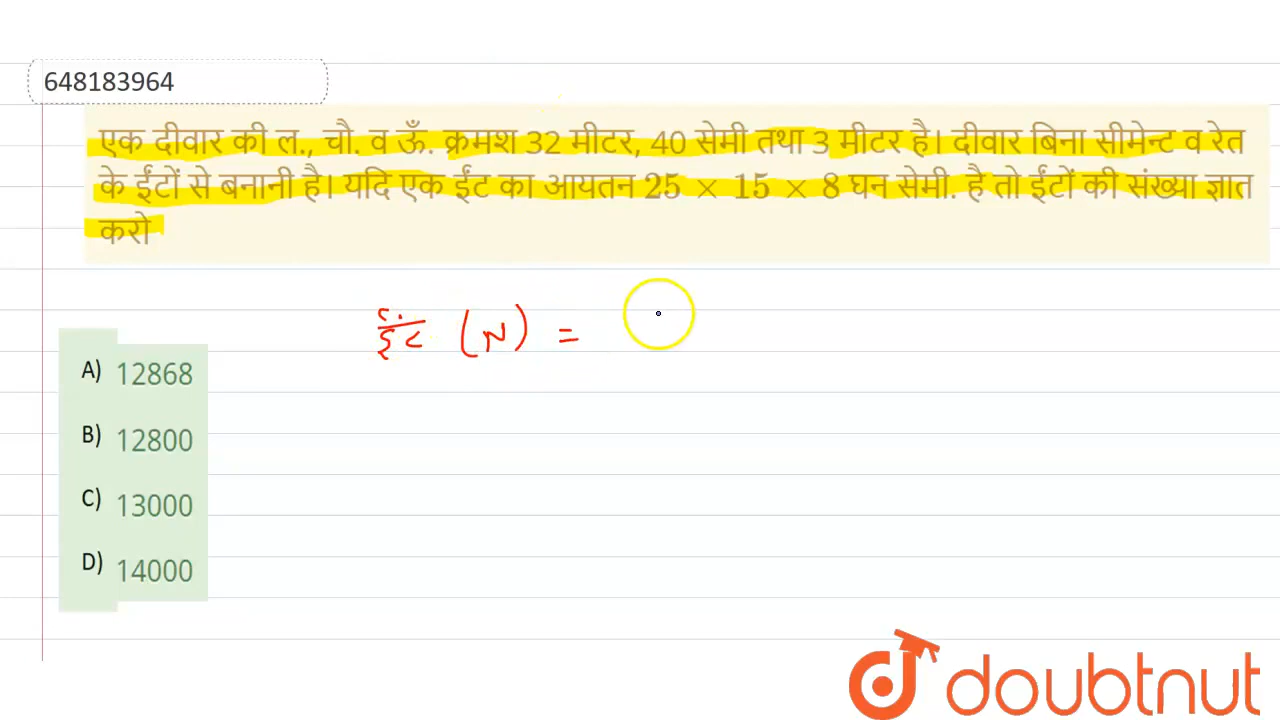 648183964
एक दीवार की ल., चौ. व ऊँ. क्रमश 32 मीटर, 40 सेमी तथा 3 मीटर है। दीवार बिना सीमेन्ट व रेत
के ईंटों से बनानी है। यदि एक ईंट का आयतन 25 × 15 × 8 घन सेमी. है तो ईंटों की संख्या ज्ञात
करो
(N) =
A) 12868
B) 12800
C) 13000
D) 14000
doubtnut